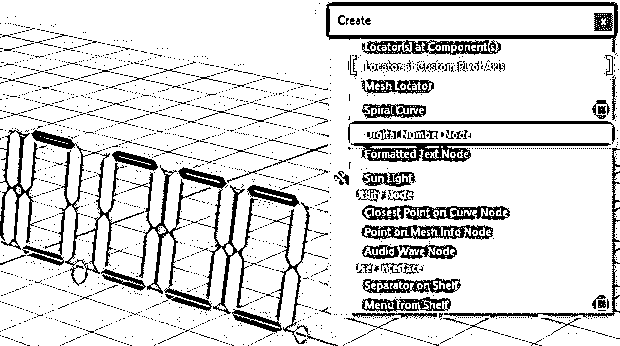 Create
Locator(s) at Component(s)
Locator at Custom Pivot Axis
Mesh Locator
Spiral Curve
Digital Number Node
Formatted Text Node
Sun Light
Utility Node
Closest Point on Curve Node
Point on Mesh Info Node
Audio Wave Node
User Interface
Separator on Shelf
Menu from Shelf